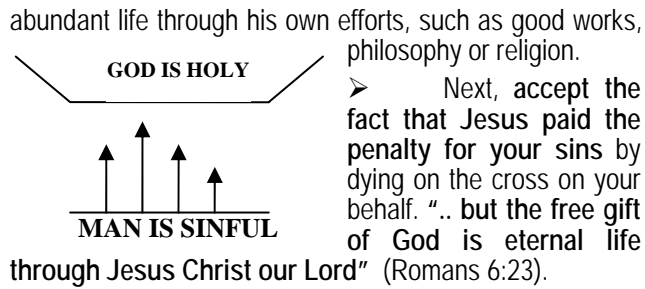 abundant life through his own efforts, such as good works,
philosophy or religion.
GOD IS HOLY
➢ Next, accept the
fact that Jesus paid the
penalty for your sins by
dying on the cross on your
behalf. “.. but the free gift
of God is eternal life
MAN IS SINFUL
through Jesus Christ our Lord” (Romans 6:23).